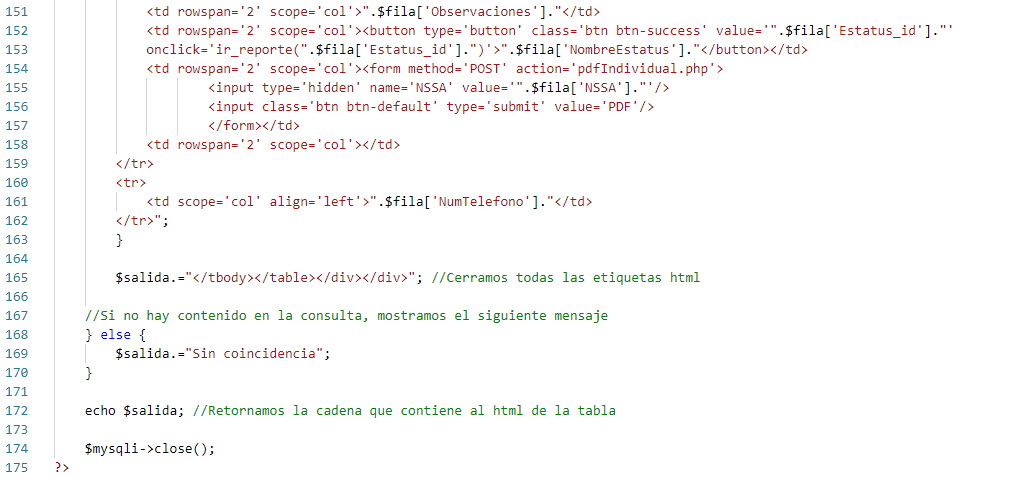 151 <td rowspan='2' scope='col'>".$fila['Observaciones']."</td>
152 <td rowspan='2' scope='col'><button type='button' class='btn btn-success' value='".$fila['Estatus_id']."'
153 onclick='ir_reporte(".$fila['Estatus_id'].")'>".$fila['NombreEstatus']."</button></td>
154 <td rowspan='2' scope='col'><form method='POST' action='pdfIndividual.php'>
155 <input type='hidden' name='NSSA' value='".$fila['NSSA']."'/>
156 <input class='btn btn-default' type='submit' value='PDF'/>
157 </form></td>
158 <td rowspan='2' scope='col'></td>
159 </tr>
160 <tr>
161 <td scope='col' align='left'>".$fila['NumTelefono']."</td>
162 </tr>";
163 }
164
165 $salida.="</tbody></table></div></div>"; //Cerramos todas las etiquetas html
166
167 //Si no hay contenido en la consulta, mostramos el siguiente mensaje
168 } else {
169 $salida.="Sin coincidencia";
170 }
171
172 echo $salida; //Retornamos la cadena que contiene al html de la tabla
173
174 $mysqli->close();
175 ?>